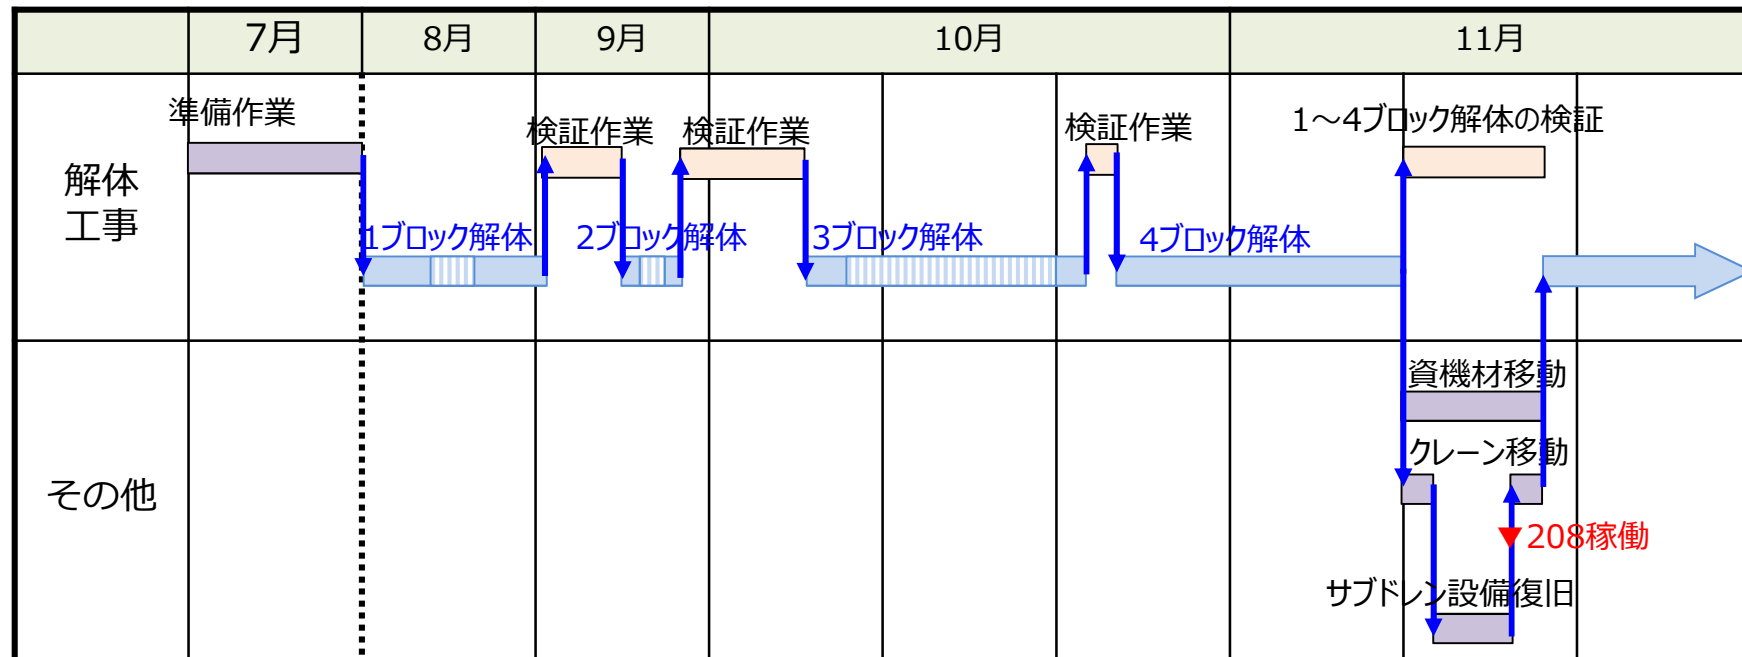 7月 8月 9月 10月 11月
解体
工事
準備作業
検証作業
検証作業
検証作業
1～4ブロック解体の検証
1ブロック解体
2ブロック解体
3ブロック解体
4ブロック解体
その他
資機材移動
クレーン移動
208稼働
サブドレン設備復旧